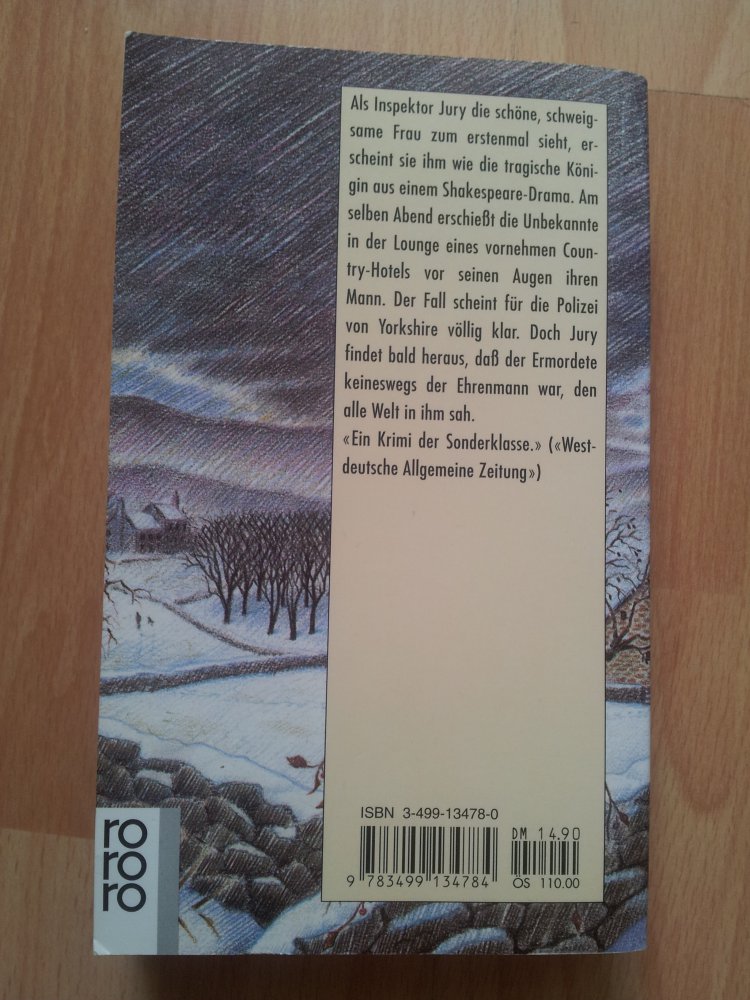 Als Inspektor Jury die schöne, schweig-
same Frau zum erstenmal sieht, er-
scheint sie ihm wie die tragische Köni-
gin aus einem Shakespeare-Drama. Am
selben Abend erschießt die Unbekannte
in der Lounge eines vornehmen Coun-
try-Hotels vor seinen Augen ihren
Mann. Der Fall scheint für die Polizei
von Yorkshire völlig klar. Doch Jury
findet bald heraus, daß der Ermordete
keineswegs der Ehrenmann war, den
alle Welt in ihm sah.
«Ein Krimi der Sonderklasse.» («West-
deutsche Allgemeine Zeitung»)
ISBN 3-499-13478-0
DM 14.90
9 783499 134784
ÖS 110.00
ro
ro
ro